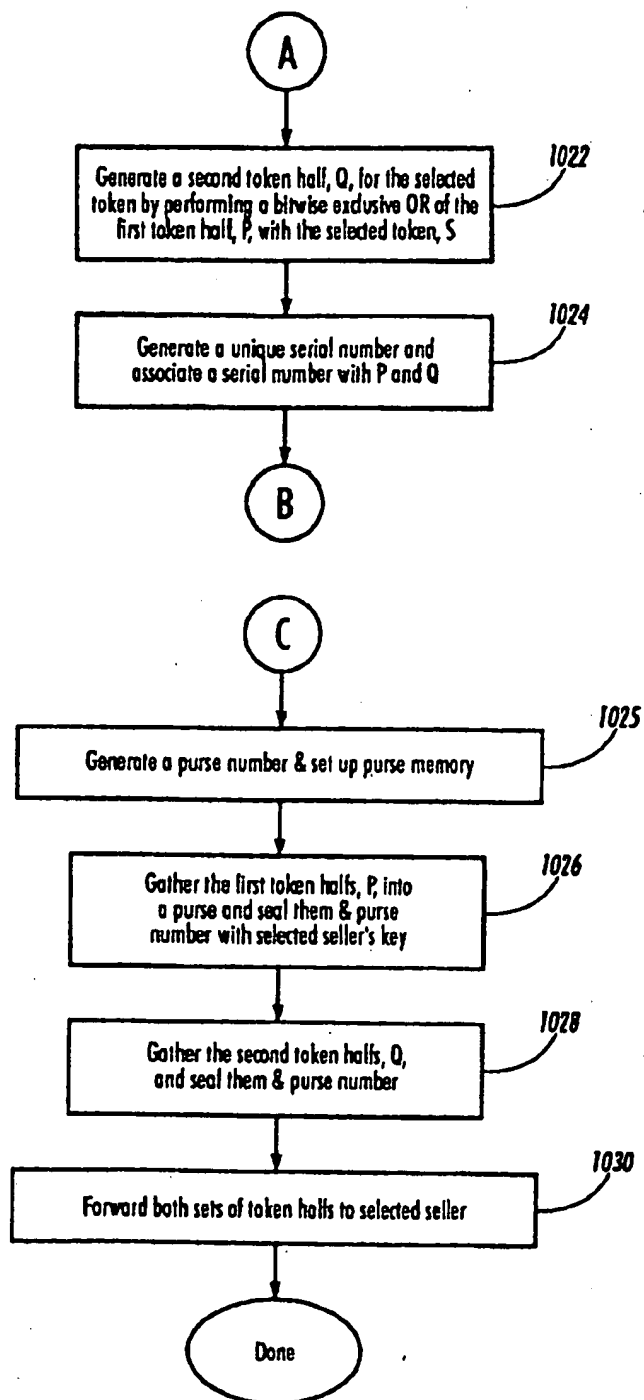 A
1022
Generate a second token half, Q, for the selected
token by performing a bitwise exclusive OR of the
first token half, P, with the selected token, S
1024
Generate a unique serial number and
associate a serial number with P and Q
B
C
1025
Generate a purse number & set up purse memory
1026
Gather the first token halfs, P, into
a purse and seal them & purse
number with selected seller's key
1028
Gather the second token halfs, Q,
and seal them & purse number
1030
Forward both sets of token halfs to selected seller
Done